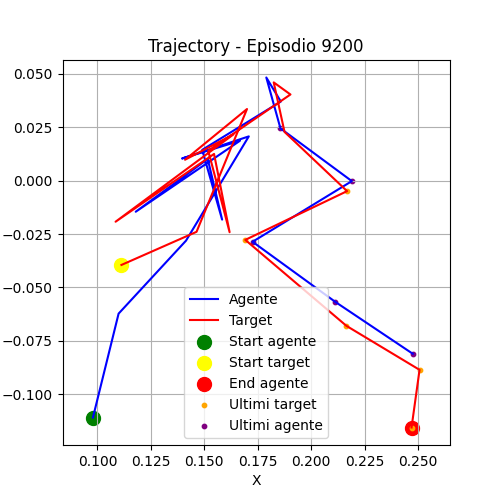 Trajectory - Episodio 9200
0.050
0.025
0.000
−0.025
−0.050
−0.075
−0.100
Agente
Target
Start agente
Start target
End agente
Ultimi target
Ultimi agente
0.100 0.125 0.150 0.175 0.200 0.225 0.250
X